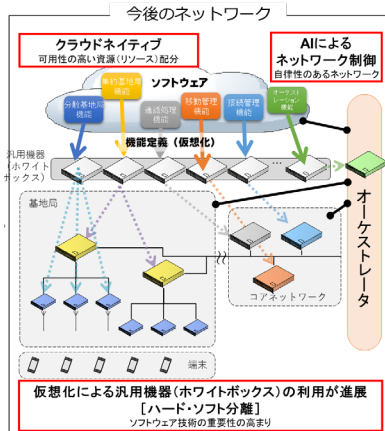 今後のネットワーク
クラウドネイティブ
可用性の高い資源(リソース)配分
AIによる
ネットワーク制御
自律性のあるネットワーク
ソフトウェア
分散基地局
機能
集約基地局
機能
通信処理
機能
移動管理
機能
接続管理
機能
オーケスト
レーション
機能
機能定義(仮想化)
汎用機器
(ホワイト
ボックス)
…
オーケストレータ
基地局
コアネットワーク
端末
仮想化による汎用機器(ホワイトボックス)の利用が進展
[ハード・ソフト分離]
ソフトウェア技術の重要性の高まり